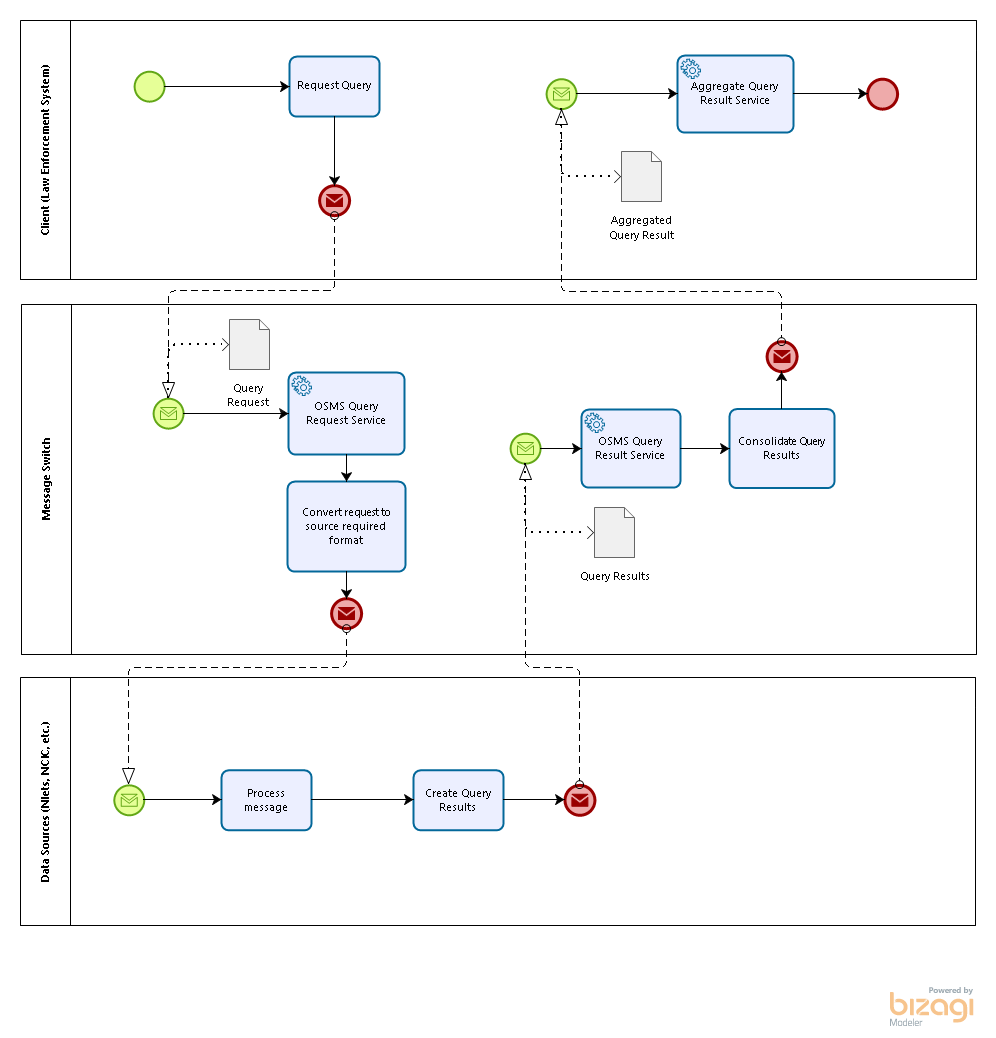 Client (Law Enforcement System)
Request Query
Aggregate Query
Result Service
Aggregated
Query Result
Message Switch
Query
Request
OSMS Query
Request Service
Convert request to
source required
format
OSMS Query
Result Service
Consolidate Query
Results
Query Results
Data Sources (Nlets, NCIC, etc.)
Process
message
Create Query
Results
Powered by
bizagi
Modeler